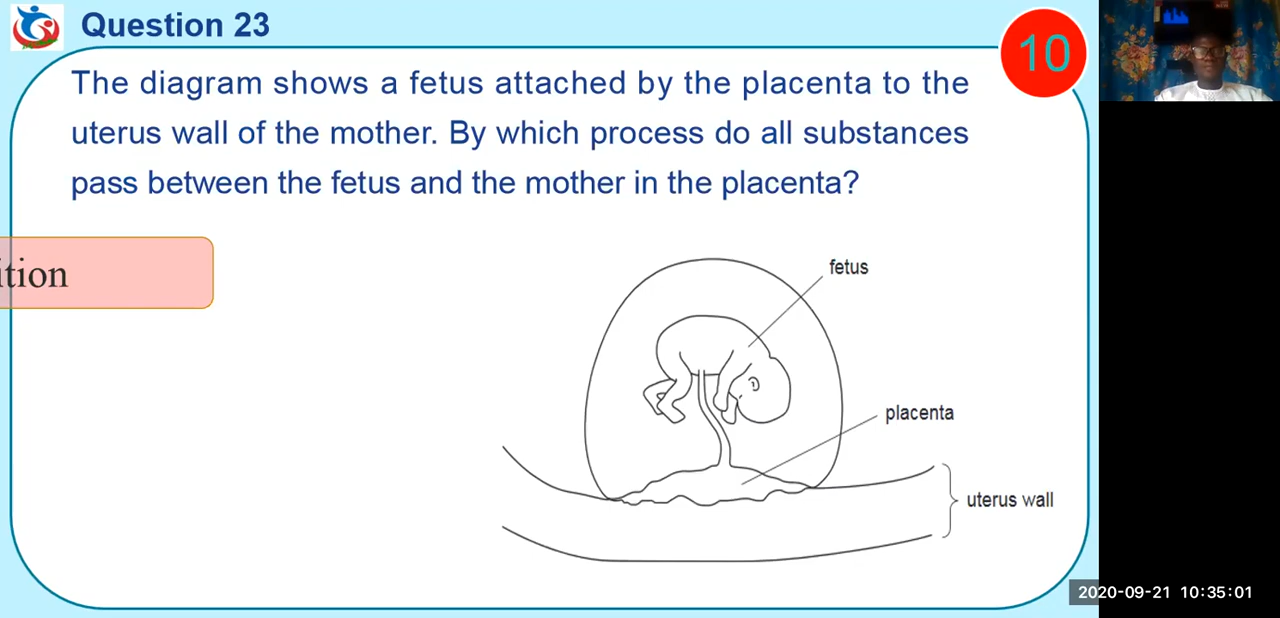 Question 23
10
The diagram shows a fetus attached by the placenta to the
uterus wall of the mother. By which process do all substances
pass between the fetus and the mother in the placenta?
ition
fetus
placenta
uterus wall
2020-09-21 10:35:01